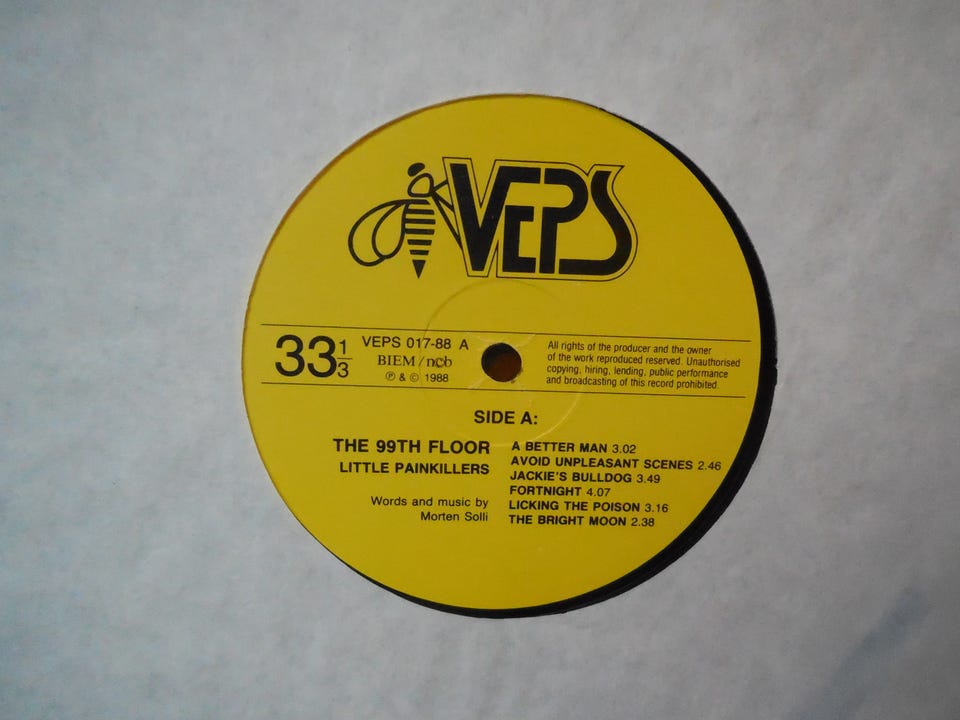 VEPS
33 1/3
VEPS 017-88 A
BIEM/ncb
℗ & © 1988
All rights of the producer and the owner
of the work reproduced reserved. Unauthorised
copying, hiring, lending, public performance
and broadcasting of this record prohibited.
SIDE A:
THE 99TH FLOOR
LITTLE PAINKILLERS
Words and music by
Morten Solli
A BETTER MAN 3.02
AVOID UNPLEASANT SCENES 2.46
JACKIE'S BULLDOG 3.49
FORTNIGHT 4.07
LICKING THE POISON 3.16
THE BRIGHT MOON 2.38